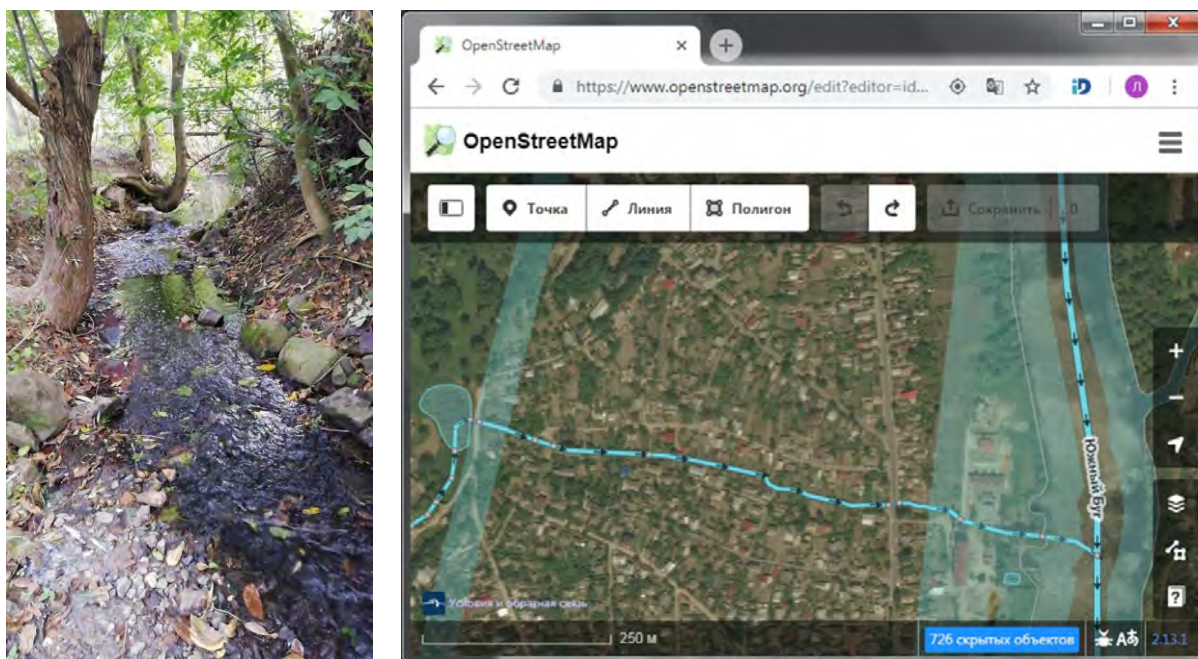 OpenStreetMap
https://www.openstreetmap.org/edit?editor=id...
Л
OpenStreetMap
Точка
Линия
Полигон
Сохранить 0
Южный Буг
Условия и обратная связь
250 м
726 скрытых объектов
2.13.1